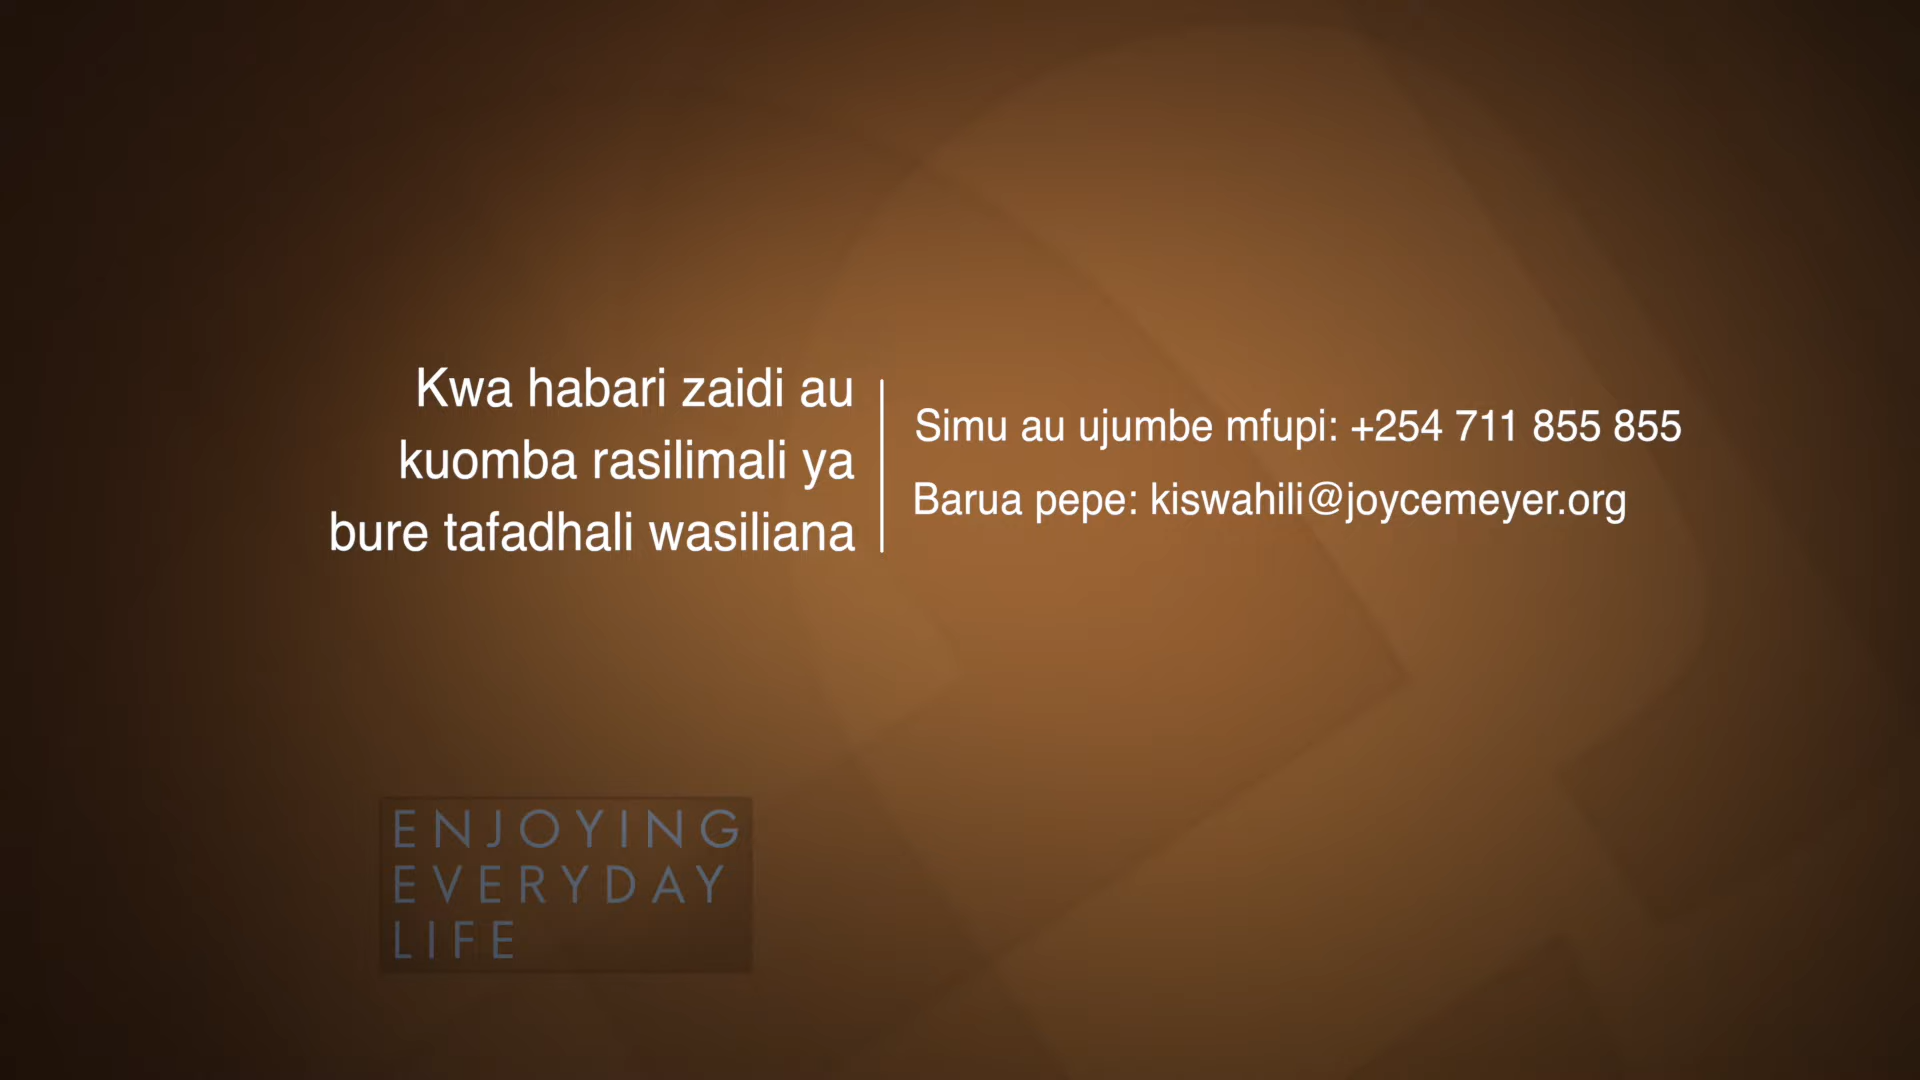 Kwa habari zaidi au
kuomba rasilimali ya
bure tafadhali wasiliana
Simu au ujumbe mfupi: +254 711 855 855
Barua pepe: kiswahili@joycemeyer.org
ENJOYING
EVERYDAY
LIFE